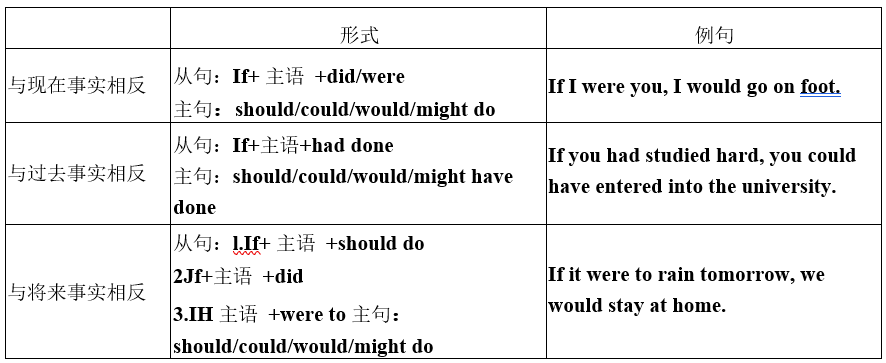 形式
例句
与现在事实相反
从句：If+ 主语 +did/were
主句：should/could/would/might do
If I were you, I would go on foot.
与过去事实相反
从句：If+主语+had done
主句：should/could/would/might have
done
If you had studied hard, you could
have entered into the university.
与将来事实相反
从句：l.If+ 主语 +should do
2Jf+主语 +did
3.IH 主语 +were to 主句：
should/could/would/might do
If it were to rain tomorrow, we
would stay at home.